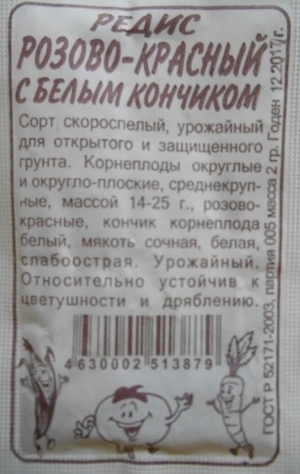 РЕДИС
РОЗОВО-КРАСНЫЙ
С БЕЛЫМ КОНЧИКОМ
Сорт скороспелый, урожайный
для открытого и защищенного
грунта. Корнеплоды округлые
и округло-плоские, среднекруп-
ные, массой 14-25 г., розово-
красные, кончик корнеплода
белый, мякоть сочная, белая,
слабоострая. Урожайный.
Относительно устойчив к
цветушности и дряблению.
4 630002 513879
ГОСТ Р 52171-2003, партия 005 масса 2 гр. Годен 12.2017г.